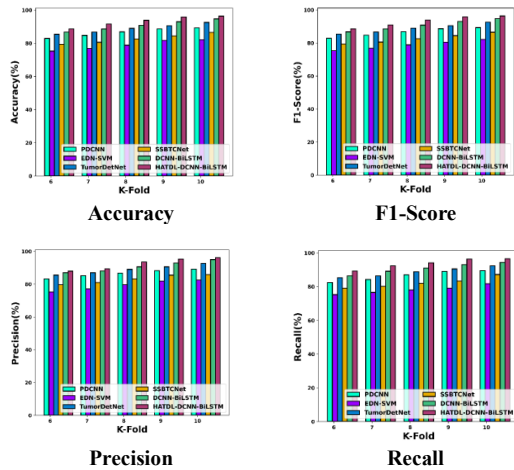 100
80
60
40
20
0
Accuracy(%)
PDCNN
EDN-SVM
TumorDetNet
SSBTCNet
DCNN-BiLSTM
HATDL-DCNN-BiLSTM
6 7 8 9 10
K-Fold
Accuracy
100
80
60
40
20
0
F1-Score(%)
PDCNN
EDN-SVM
TumorDetNet
SSBTCNet
DCNN-BiLSTM
HATDL-DCNN-BiLSTM
6 7 8 9 10
K-Fold
F1-Score
100
80
60
40
20
0
Precision(%)
PDCNN
EDN-SVM
TumorDetNet
SSBTCNet
DCNN-BiLSTM
HATDL-DCNN-BiLSTM
6 7 8 9 10
K-Fold
Precision
100
80
60
40
20
0
Recall(%)
PDCNN
EDN-SVM
TumorDetNet
SSBTCNet
DCNN-BiLSTM
HATDL-DCNN-BiLSTM
6 7 8 9 10
K-Fold
Recall